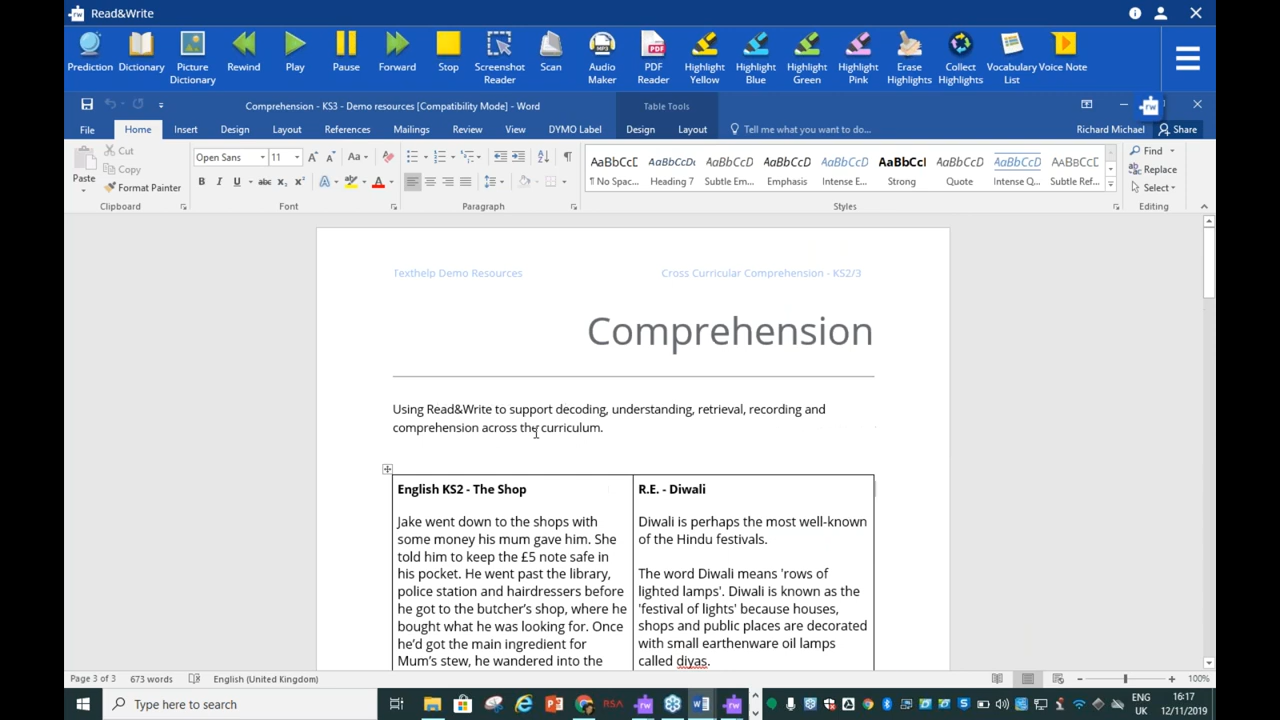 Read&Write
Prediction
Dictionary
Picture
Dictionary
Rewind
Play
Pause
Forward
Stop
Screenshot
Reader
Scan
Audio
Maker
PDF
Reader
Highlight
Yellow
Highlight
Blue
Highlight
Green
Highlight
Pink
Erase
Highlights
Collect
Highlights
Vocabulary
List
Voice Note
Comprehension - KS3 - Demo resources [Compatibility Mode] - Word
Table Tools
rw
File
Home
Insert
Design
Layout
References
Mailings
Review
View
DYMO Label
Design
Layout
Tell me what you want to do...
Richard Michael
Share
Paste
Cut
Copy
Format Painter
Clipboard
Open Sans
11
Font
Paragraph
AaBbCcD
¶ No Spac...
AaBbCcDc
Heading 7
AaBbCcD
Subtle Em...
AaBbCcD
Emphasis
AaBbCcD
Intense E...
AaBbCcl
Strong
AaBbCcD
Quote
AaBbCcD
Intense Q...
AaBbCcD
Subtle Ref...
Styles
Find
Replace
Select
Editing
Texthelp Demo Resources Cross Curricular Comprehension - KS2/3
Comprehension
Using Read&Write to support decoding, understanding, retrieval, recording and
comprehension across the curriculum.
English KS2 - The Shop
Jake went down to the shops with
some money his mum gave him. She
told him to keep the £5 note safe in
his pocket. He went past the library,
police station and hairdressers before
he got to the butcher's shop, where he
bought what he was looking for. Once
he'd got the main ingredient for
Mum's stew, he wandered into the
R.E. - Diwali
Diwali is perhaps the most well-known
of the Hindu festivals.
The word Diwali means 'rows of
lighted lamps'. Diwali is known as the
'festival of lights' because houses,
shops and public places are decorated
with small earthenware oil lamps
called diyas.
Page 3 of 3
673 words
English (United Kingdom)
100%
Type here to search
RSA
rw
rw
ENG
UK
16:17
12/11/2019